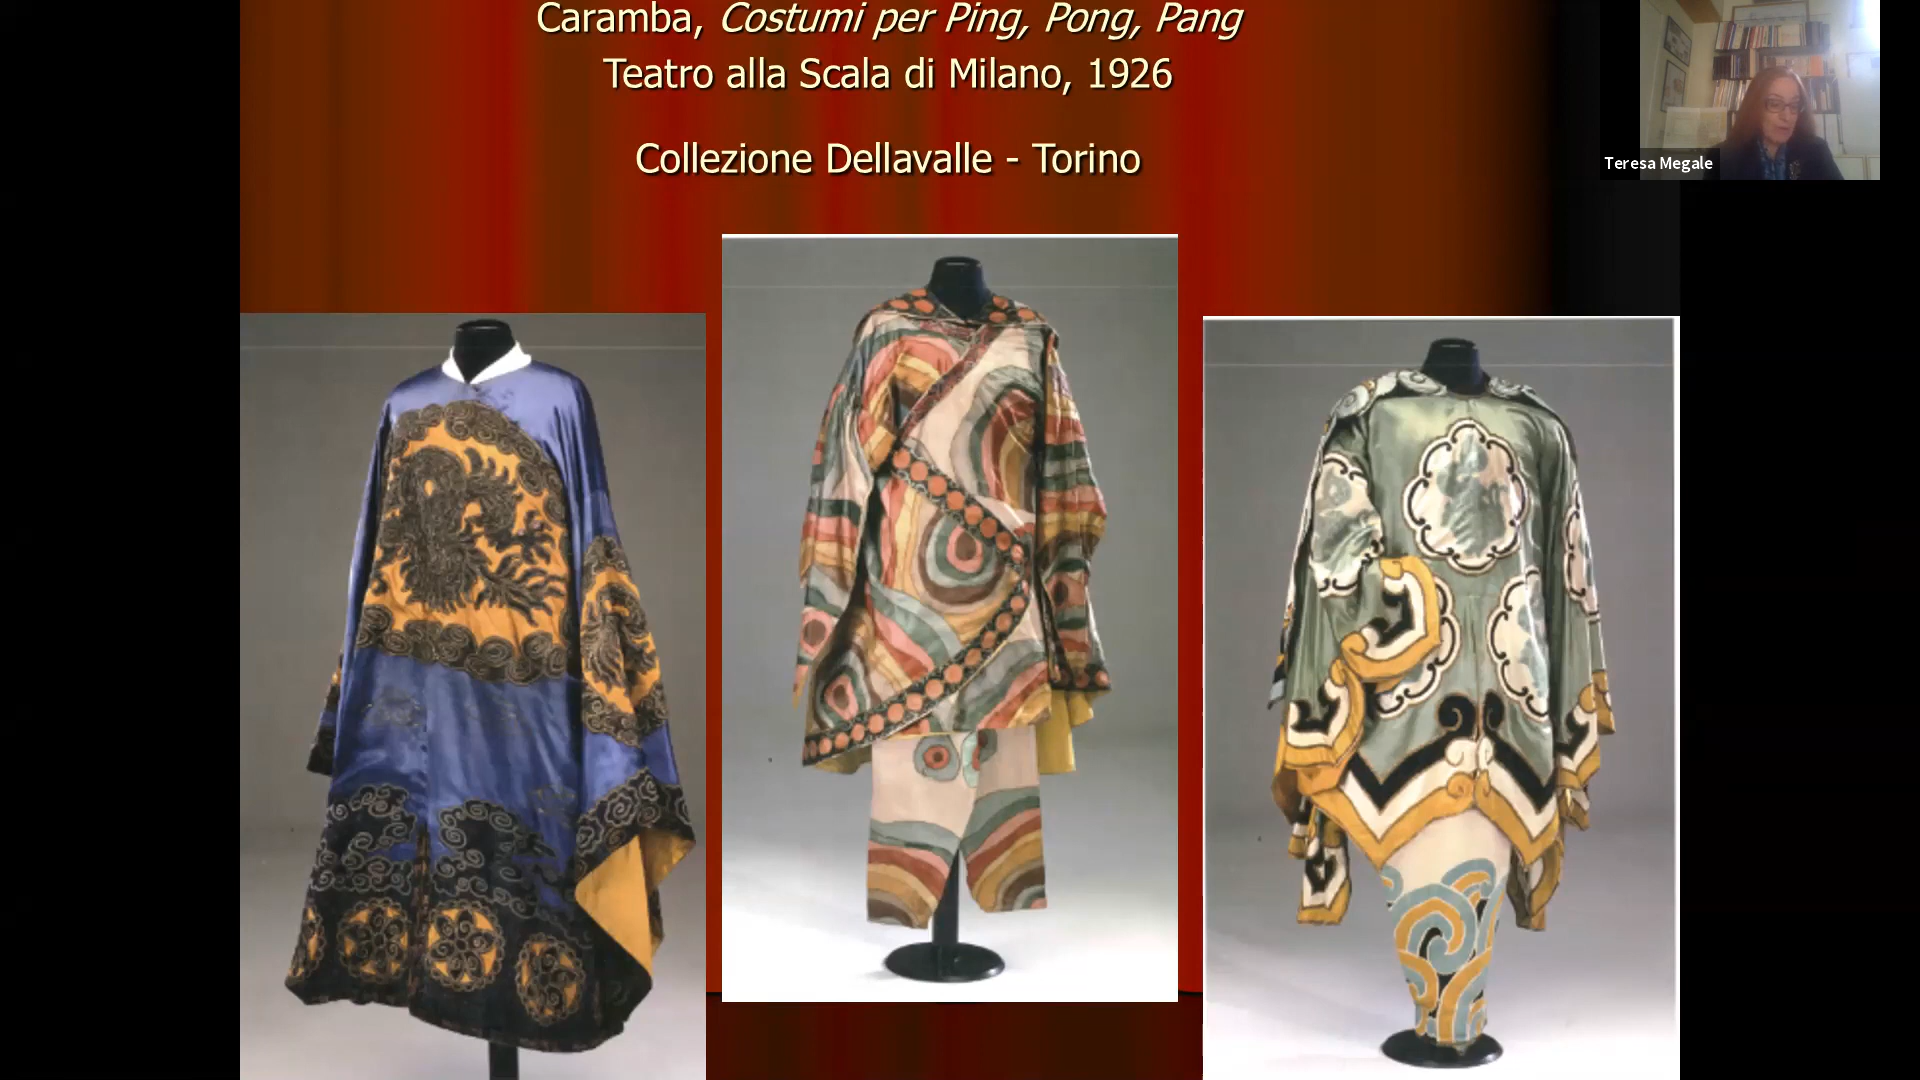 Caramba, Costumi per Ping, Pong, Pang
Teatro alla Scala di Milano, 1926
Collezione Dellavalle - Torino
Teresa Megale